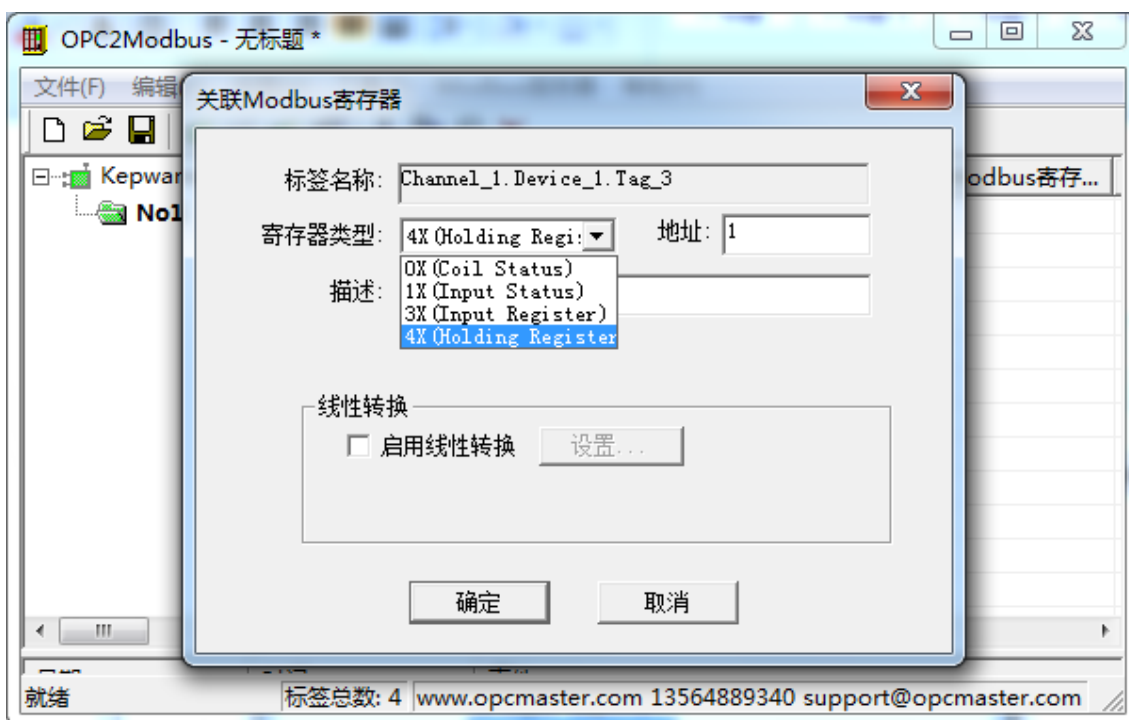 OPC2Modbus - 无标题 *
文件(F) 编辑
关联Modbus寄存器
Kepwar
No1
odbus寄存...
标签名称: Channel_1.Device_1.Tag_3
寄存器类型: 4X(Holding Regi: 地址: 1
0X(Coil Status)
描述: 1X(Input Status)
3X(Input Register)
4X(Holding Register
线性转换
启用线性转换 设置...
确定 取消
就绪 标签总数: 4 www.opcmaster.com 13564889340 support@opcmaster.com